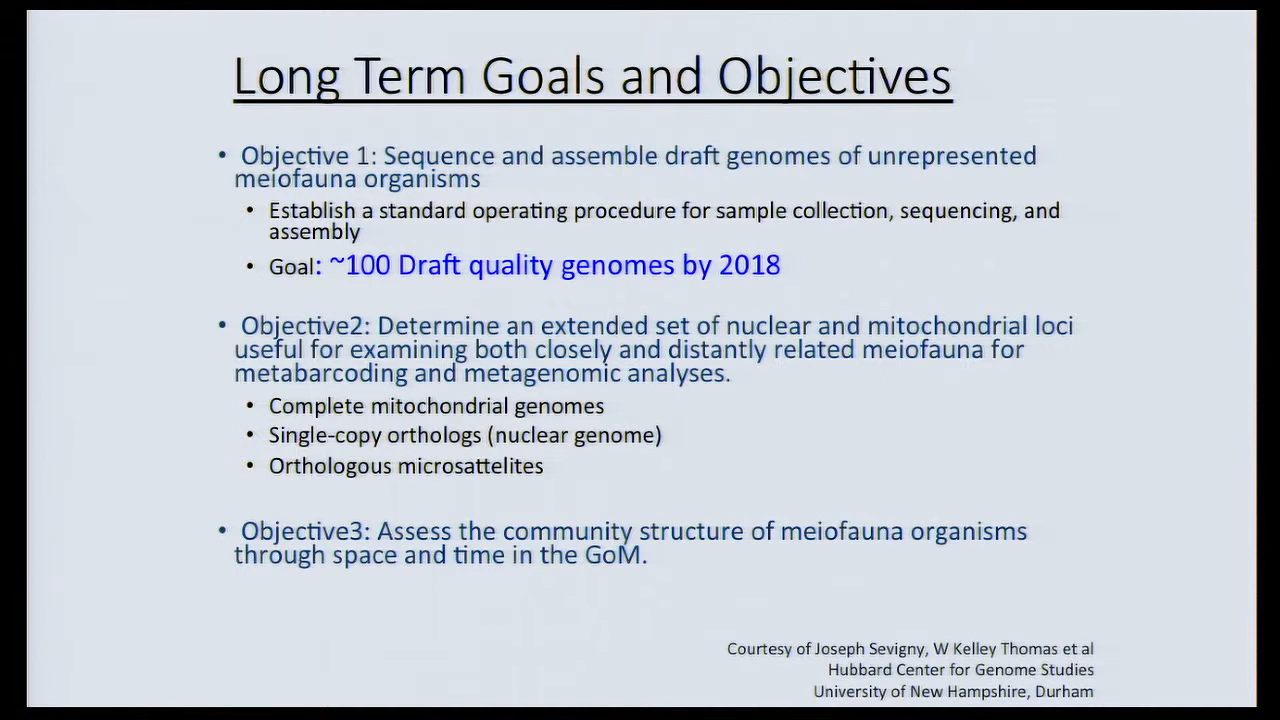 Long Term Goals and Objectives
• Objective 1: Sequence and assemble draft genomes of unrepresented
meiofauna organisms
• Establish a standard operating procedure for sample collection, sequencing, and
assembly
• Goal: ~100 Draft quality genomes by 2018
• Objective2: Determine an extended set of nuclear and mitochondrial loci
useful for examining both closely and distantly related meiofauna for
metabarcoding and metagenomic analyses.
• Complete mitochondrial genomes
• Single-copy orthologs (nuclear genome)
• Orthologous microsattelites
• Objective3: Assess the community structure of meiofauna organisms
through space and time in the GoM.
Courtesy of Joseph Sevigny, W Kelley Thomas et al
Hubbard Center for Genome Studies
University of New Hampshire, Durham